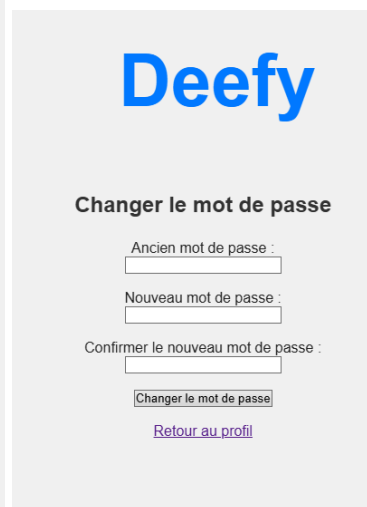 Deefy
Changer le mot de passe
Ancien mot de passe :
Nouveau mot de passe :
Confirmer le nouveau mot de passe :
Changer le mot de passe
Retour au profil